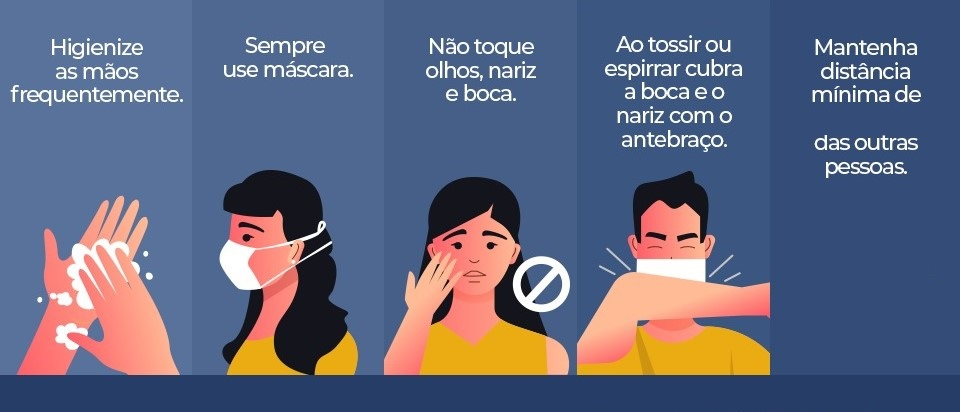 Higienize
as mãos
frequentemente.
Sempre
use máscara.
Não toque
olhos, nariz
e boca.
Ao tossir ou
espirrar cubra
a boca e o
nariz com o
antebraço.
Mantenha
distância
mínima de
das outras
pessoas.